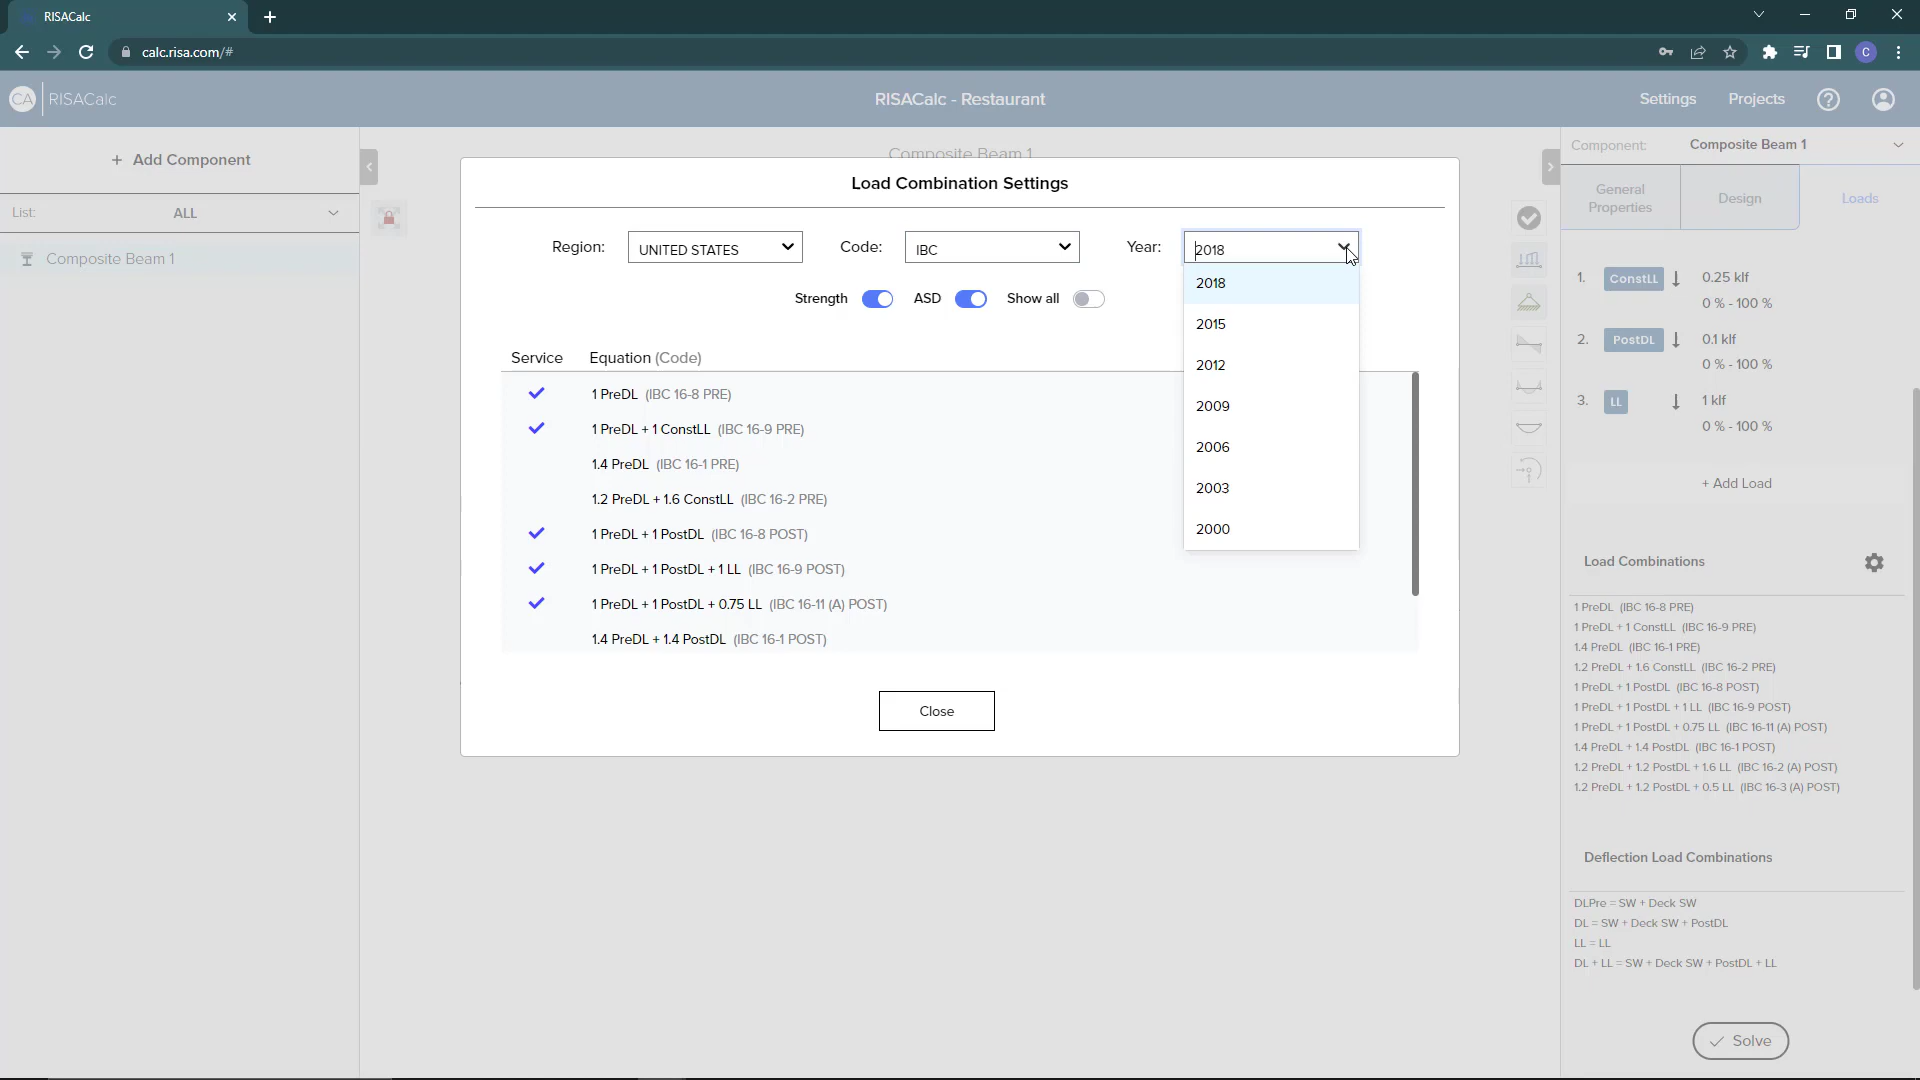 RISACalc
calc.risa.com/#
C
CA RISACalc
RISACalc - Restaurant
Settings
Projects
?
+ Add Component
List: ALL
Composite Beam 1
Composite Beam 1
Load Combination Settings
Region: UNITED STATES
Code: IBC
Year: 2018
Strength
ASD
Show all
2018
2015
2012
2009
2006
2003
2000
Service Equation (Code)
1 PreDL (IBC 16-8 PRE)
1 PreDL + 1 ConstLL (IBC 16-9 PRE)
1.4 PreDL (IBC 16-1 PRE)
1.2 PreDL + 1.6 ConstLL (IBC 16-2 PRE)
1 PreDL + 1 PostDL (IBC 16-8 POST)
1 PreDL + 1 PostDL + 1 LL (IBC 16-9 POST)
1 PreDL + 1 PostDL + 0.75 LL (IBC 16-11 (A) POST)
1.4 PreDL + 1.4 PostDL (IBC 16-1 POST)
Close
Component: Composite Beam 1
General Properties
Design
Loads
1. ConstLL 0.25 klf
0 % - 100 %
2. PostDL 0.1 klf
0 % - 100 %
3. LL 1 klf
0 % - 100 %
+ Add Load
Load Combinations
1 PreDL (IBC 16-8 PRE)
1 PreDL + 1 ConstLL (IBC 16-9 PRE)
1.4 PreDL (IBC 16-1 PRE)
1.2 PreDL + 1.6 ConstLL (IBC 16-2 PRE)
1 PreDL + 1 PostDL (IBC 16-8 POST)
1 PreDL + 1 PostDL + 1 LL (IBC 16-9 POST)
1 PreDL + 1 PostDL + 0.75 LL (IBC 16-11 (A) POST)
1.4 PreDL + 1.4 PostDL (IBC 16-1 POST)
1.2 PreDL + 1.2 PostDL + 1.6 LL (IBC 16-2 (A) POST)
1.2 PreDL + 1.2 PostDL + 0.5 LL (IBC 16-3 (A) POST)
Deflection Load Combinations
DLPre = SW + Deck SW
DL = SW + Deck SW + PostDL
LL = LL
DL + LL = SW + Deck SW + PostDL + LL
Solve